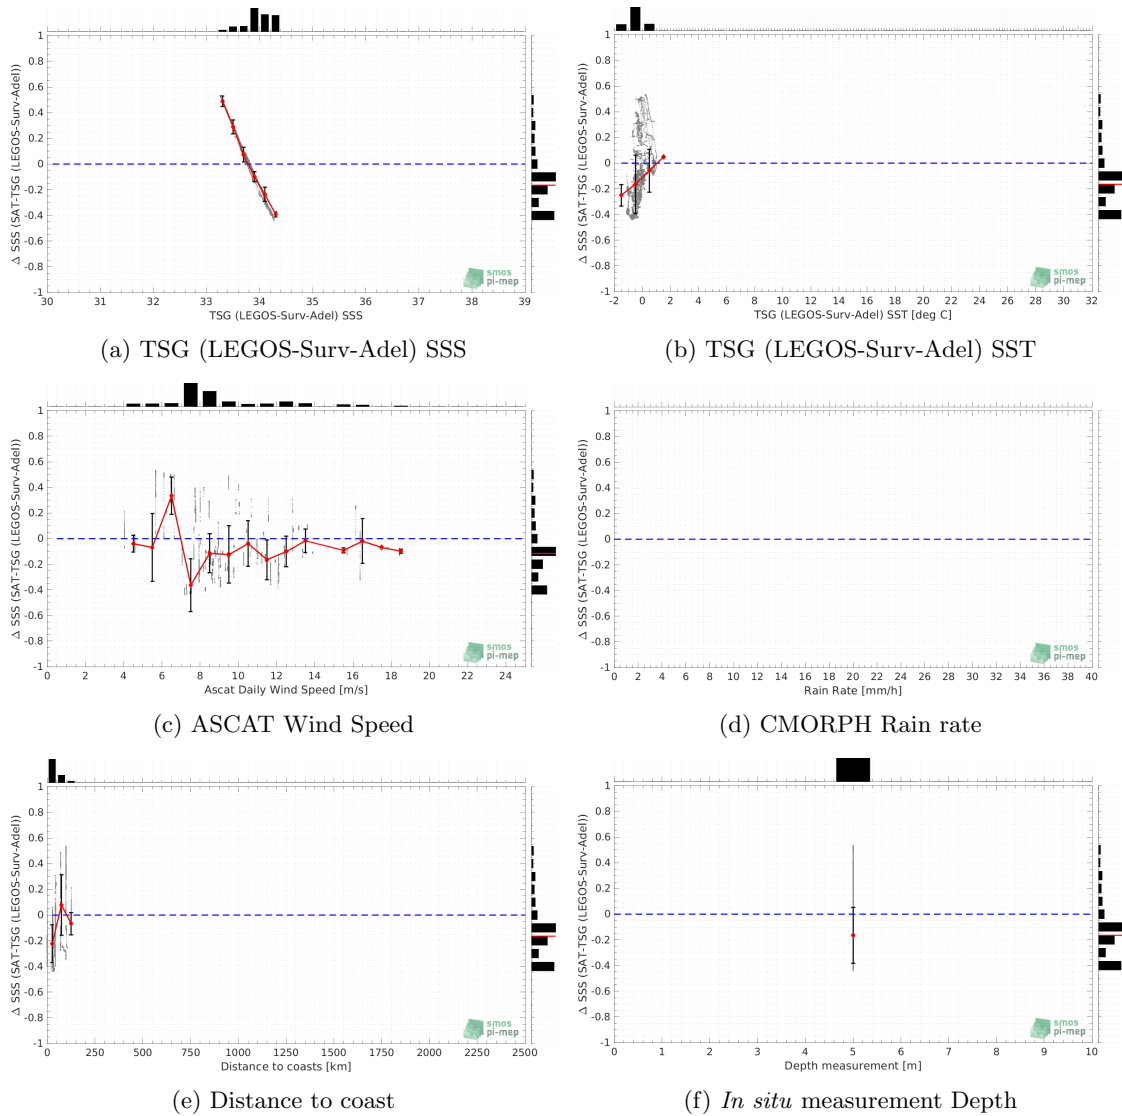 Δ SSS (SAT-TSG (LEGOS-Surv-Adel))
1
0.8
0.6
0.4
0.2
0
-0.2
-0.4
-0.6
-0.8
-1
30 31 32 33 34 35 36 37 38 39
TSG (LEGOS-Surv-Adel) SSS
smos
pi-mep
(a) TSG (LEGOS-Surv-Adel) SSS
Δ SSS (SAT-TSG (LEGOS-Surv-Adel))
1
0.8
0.6
0.4
0.2
0
-0.2
-0.4
-0.6
-0.8
-1
-2 0 2 4 6 8 10 12 14 16 18 20 22 24 26 28 30 32
TSG (LEGOS-Surv-Adel) SST [deg C]
smos
pi-mep
(b) TSG (LEGOS-Surv-Adel) SST
Δ SSS (SAT-TSG (LEGOS-Surv-Adel))
1
0.8
0.6
0.4
0.2
0
-0.2
-0.4
-0.6
-0.8
-1
0 2 4 6 8 10 12 14 16 18 20 22 24
Ascat Daily Wind Speed [m/s]
smos
pi-mep
(c) ASCAT Wind Speed
Δ SSS (SAT-TSG (LEGOS-Surv-Adel))
1
0.8
0.6
0.4
0.2
0
-0.2
-0.4
-0.6
-0.8
-1
0 2 4 6 8 10 12 14 16 18 20 22 24 26 28 30 32 34 36 38 40
Rain Rate [mm/h]
smos
pi-mep
(d) CMORPH Rain rate
Δ SSS (SAT-TSG (LEGOS-Surv-Adel))
1
0.8
0.6
0.4
0.2
0
-0.2
-0.4
-0.6
-0.8
-1
0 250 500 750 1000 1250 1500 1750 2000 2250 2500
Distance to coasts [km]
smos
pi-mep
(e) Distance to coast
Δ SSS (SAT-TSG (LEGOS-Surv-Adel))
1
0.8
0.6
0.4
0.2
0
-0.2
-0.4
-0.6
-0.8
-1
0 1 2 3 4 5 6 7 8 9 10
Depth measurement [m]
smos
pi-mep
(f) In situ measurement Depth